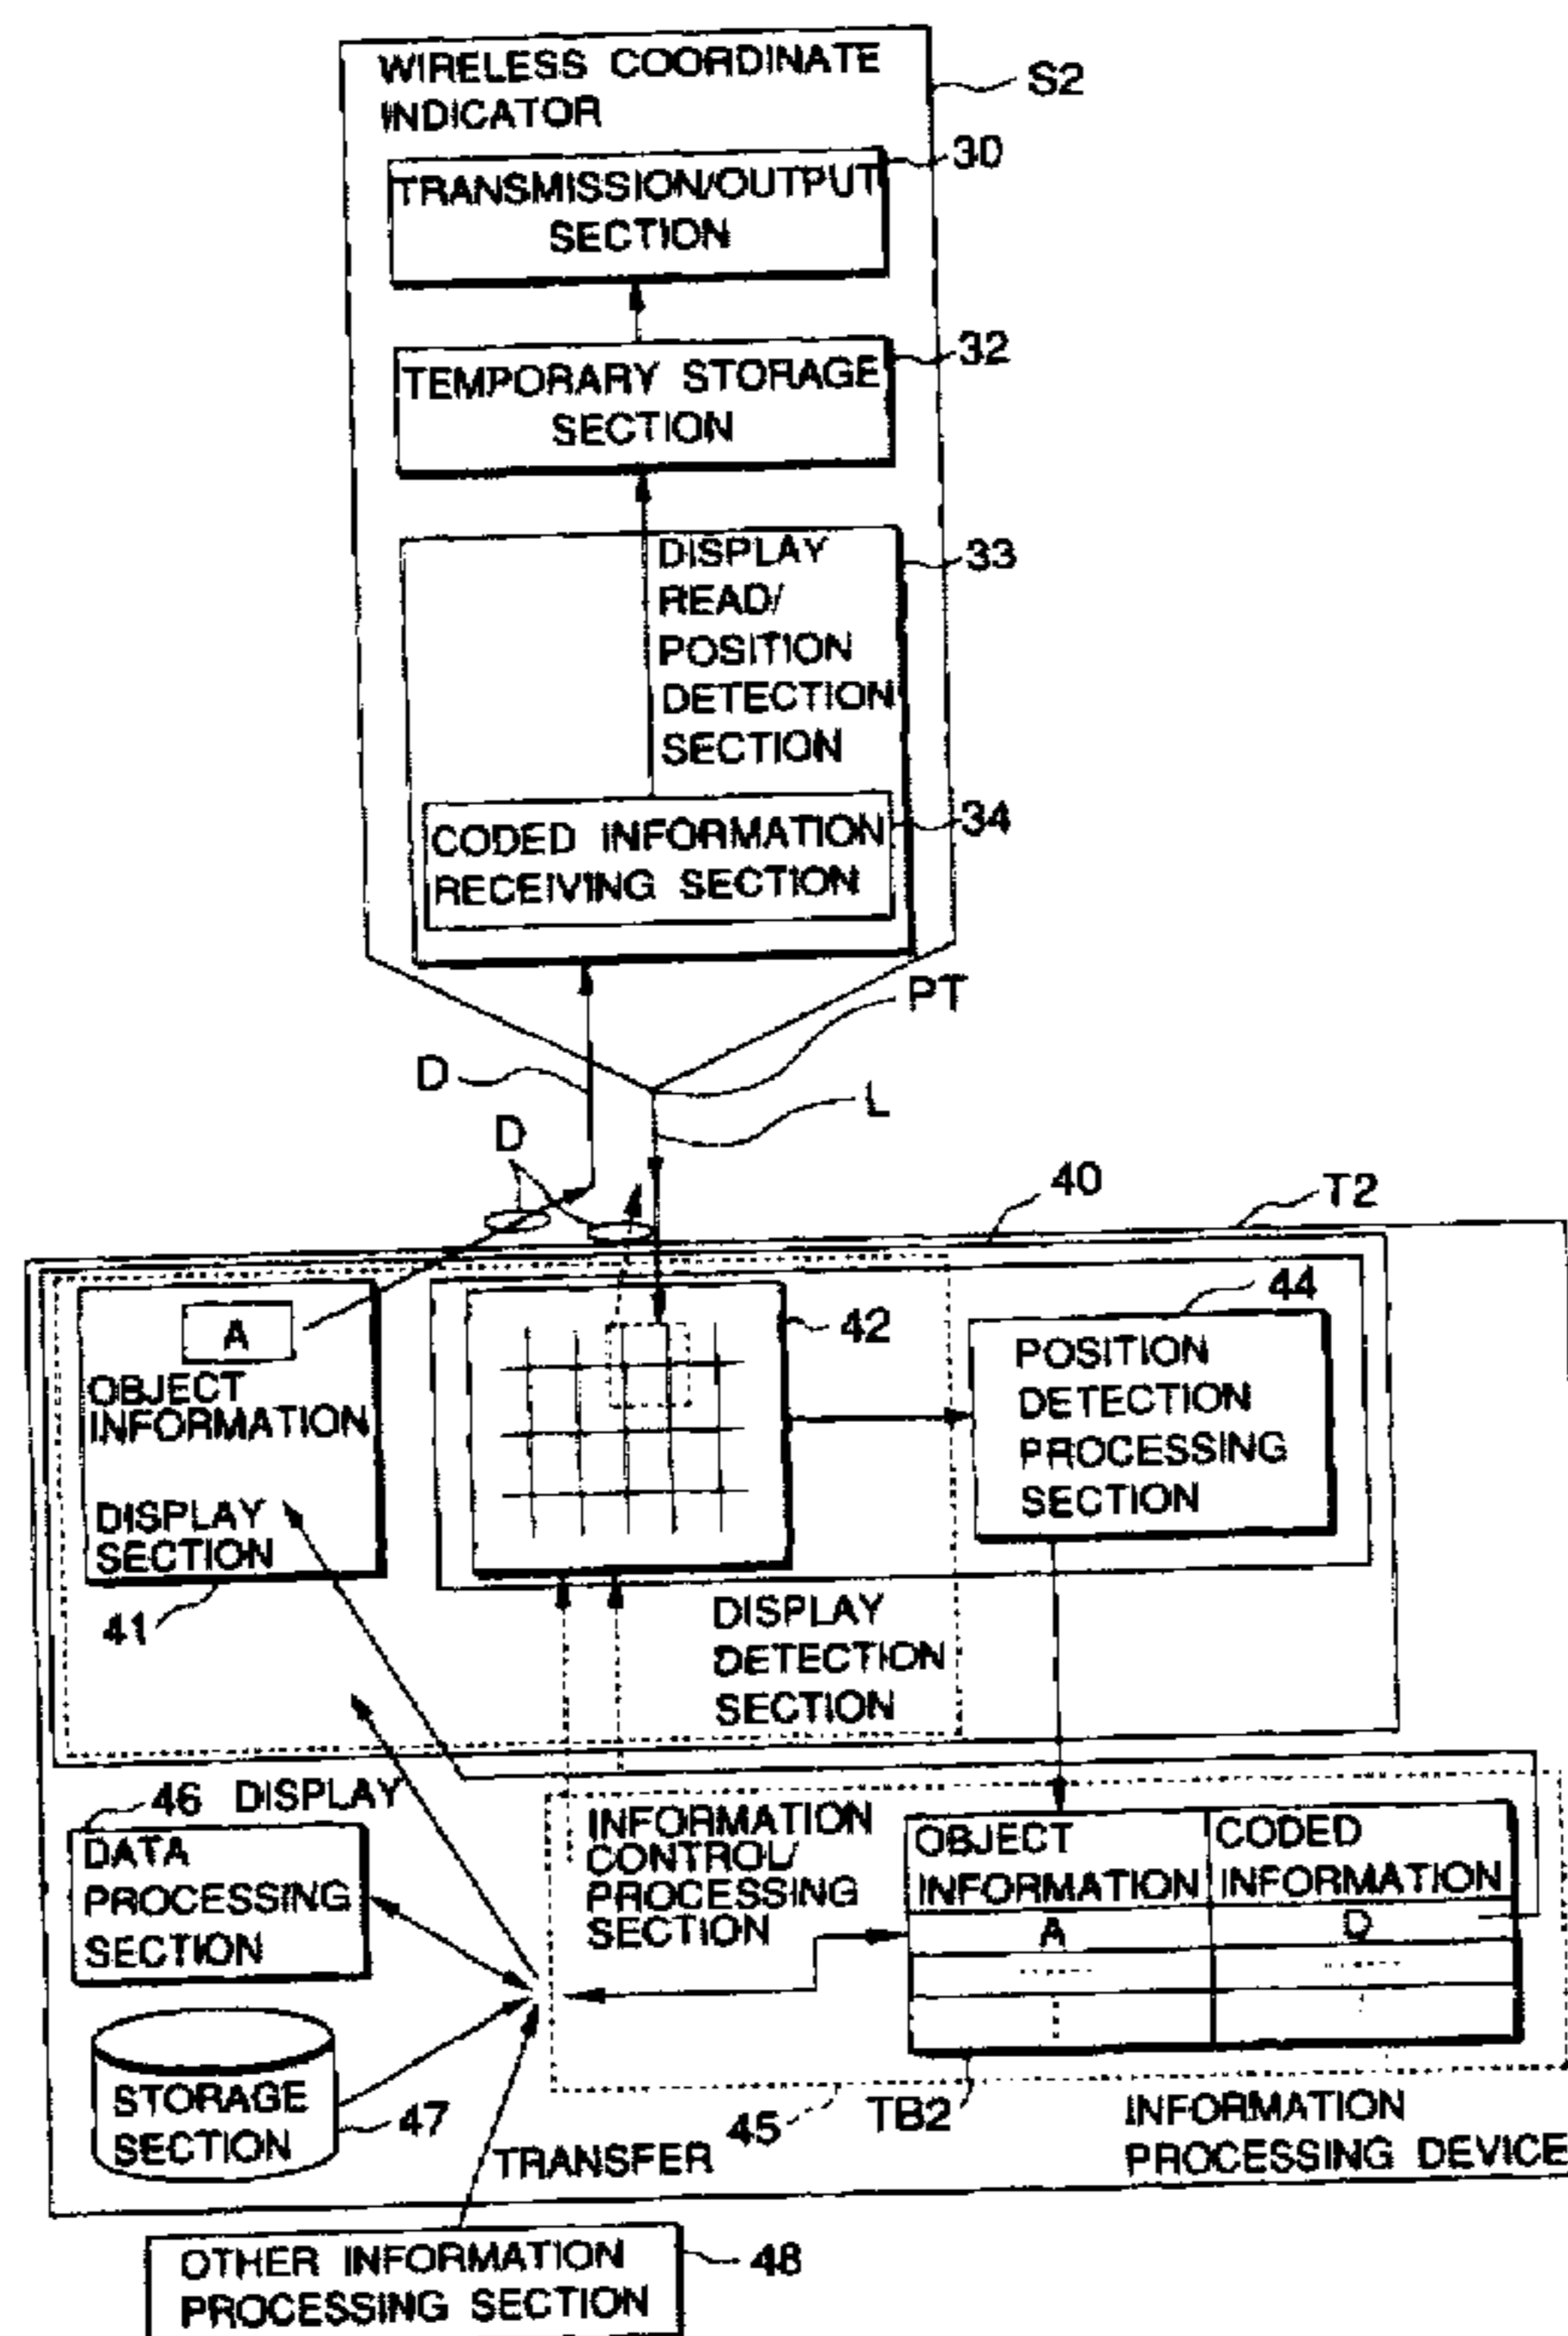 WIRELESS COORDINATE
INDICATOR
S2
30
TRANSMISSION/OUTPUT
SECTION
32
TEMPORARY STORAGE
SECTION
33
DISPLAY
READ/
POSITION
DETECTION
SECTION
34
CODED INFORMATION
RECEIVING SECTION
PT
D
L
D
40
T2
A
OBJECT
INFORMATION
DISPLAY
SECTION
41
42
44
POSITION
DETECTION
PROCESSING
SECTION
DISPLAY
DETECTION
SECTION
46
DISPLAY
DATA
PROCESSING
SECTION
INFORMATION
CONTROL/
PROCESSING
SECTION
OBJECT
INFORMATION
CODED
INFORMATION
A
D
STORAGE
SECTION
47
TRANSFER
45
TB2
INFORMATION
PROCESSING DEVICE
OTHER INFORMATION
PROCESSING SECTION
48